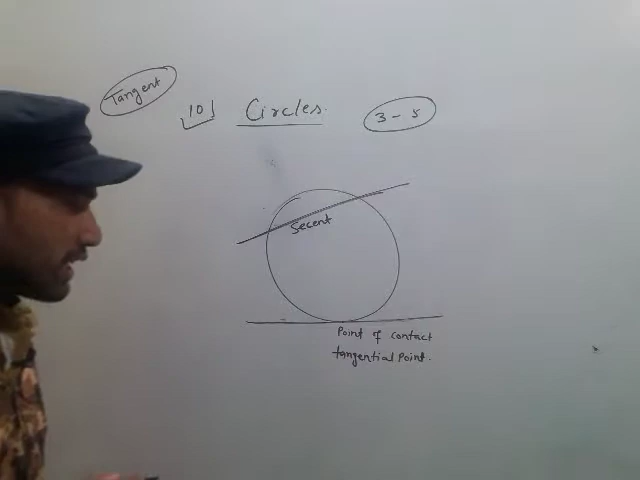 Tangent
10 Circles. 3 - 5
Secent
Point of contact
tangential Point.